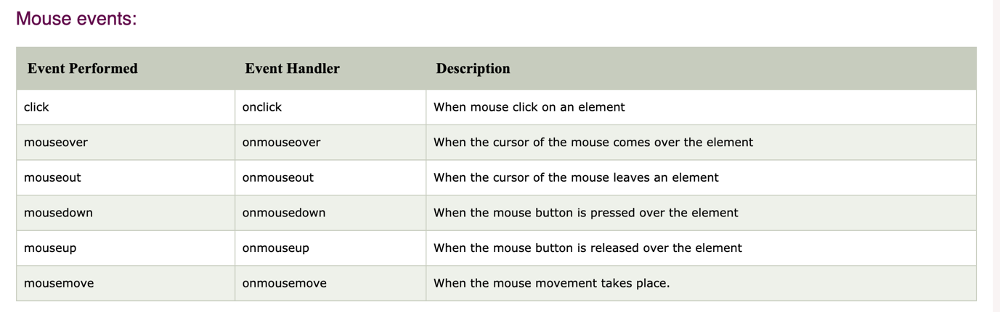 Mouse events:
Event Performed Event Handler Description
click onclick When mouse click on an element
mouseover onmouseover When the cursor of the mouse comes over the element
mouseout onmouseout When the cursor of the mouse leaves an element
mousedown onmousedown When the mouse button is pressed over the element
mouseup onmouseup When the mouse button is released over the element
mousemove onmousemove When the mouse movement takes place.